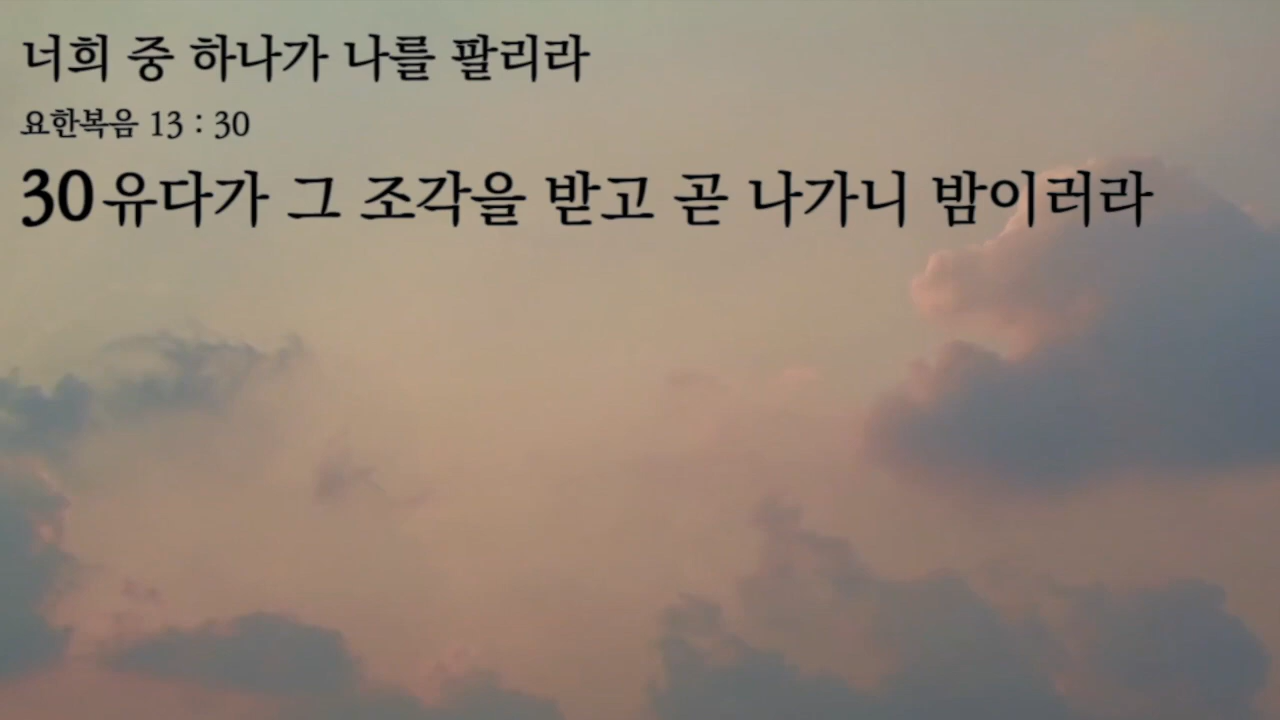 너희 중 하나가 나를 팔리라
요한복음 13 : 30
30 유다가 그 조각을 받고 곧 나가니 밤이러라